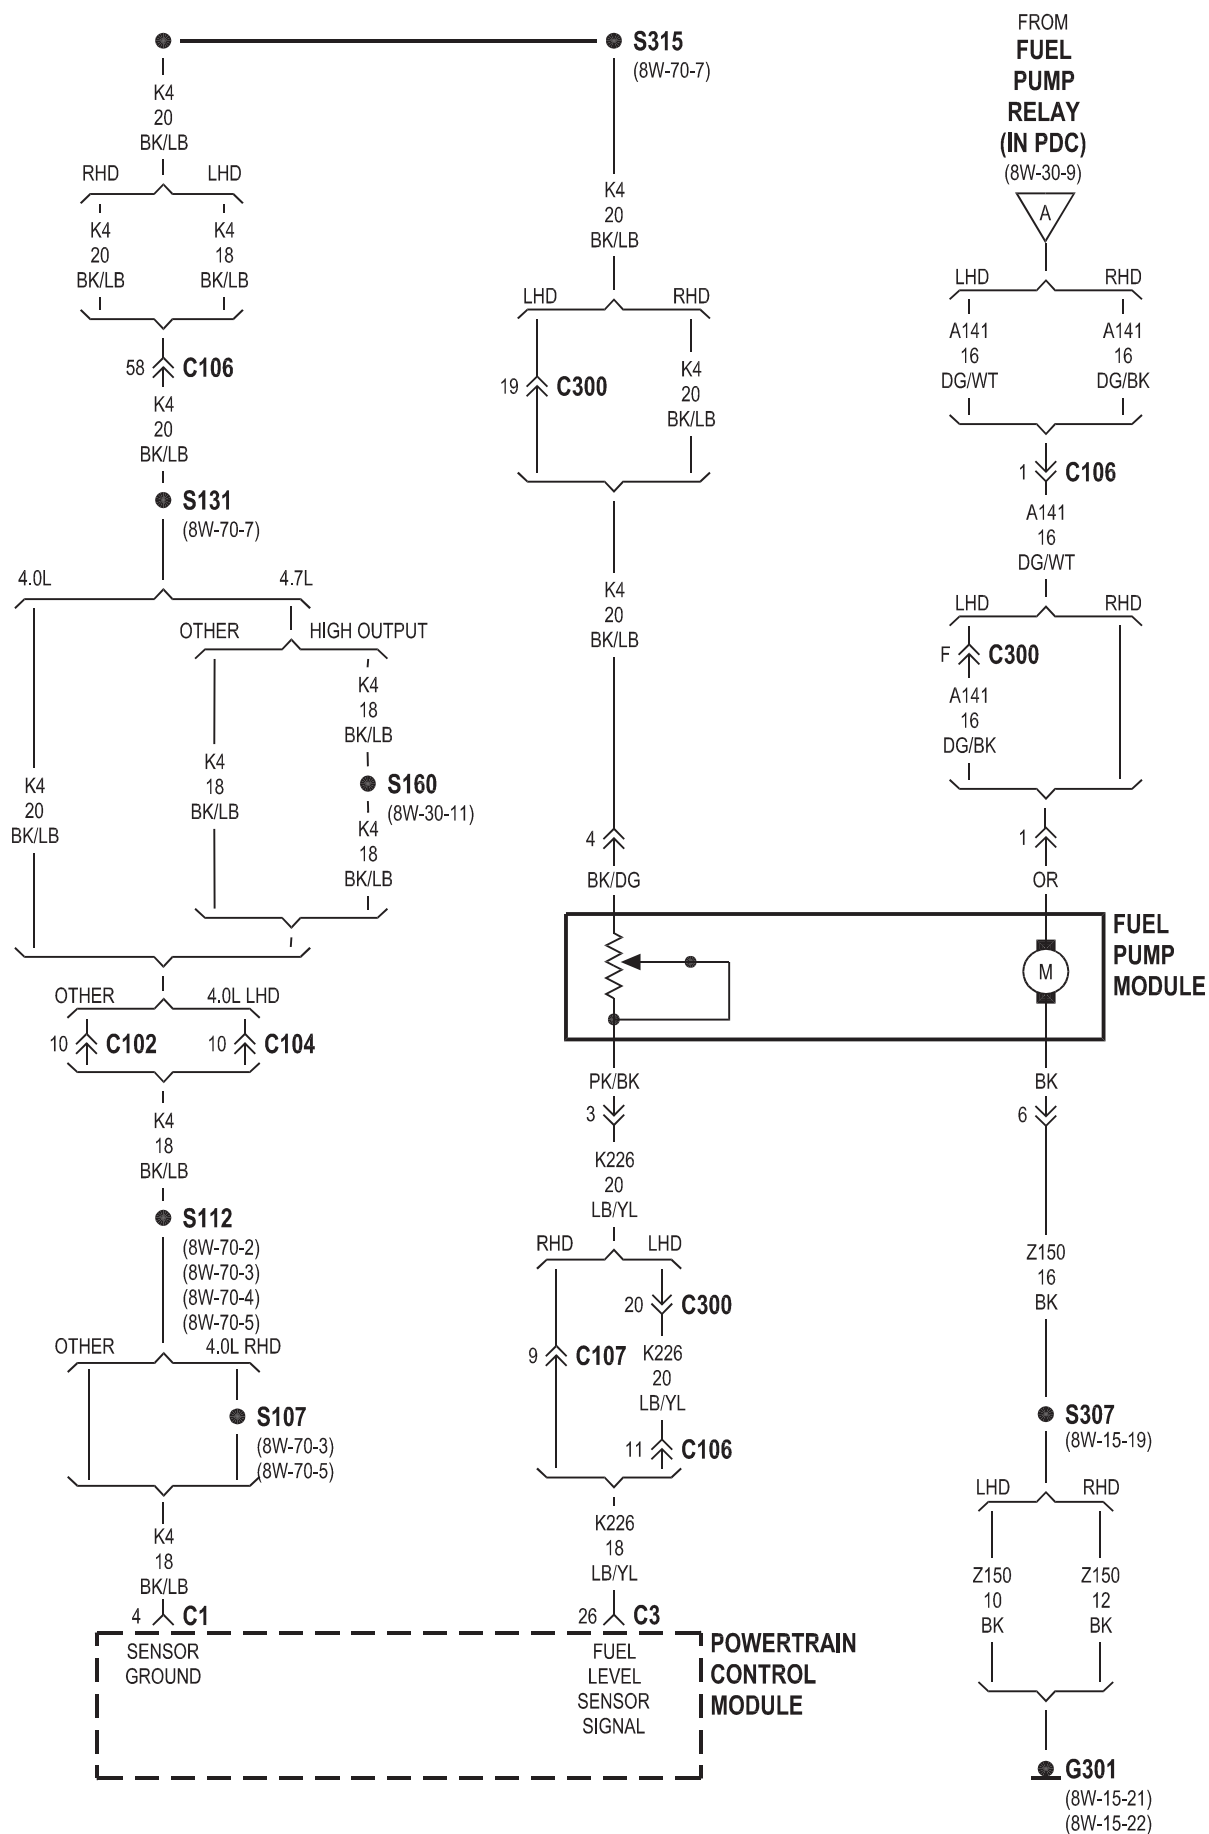 S315
(8W-70-7)
K4
20
BK/LB
RHD
LHD
K4
20
BK/LB
K4
18
BK/LB
58
C106
K4
20
BK/LB
S131
(8W-70-7)
4.0L
4.7L
OTHER
HIGH OUTPUT
K4
18
BK/LB
K4
20
BK/LB
K4
18
BK/LB
S160
(8W-30-11)
K4
18
BK/LB
OTHER
4.0L LHD
10
C102
10
C104
K4
18
BK/LB
S112
(8W-70-2)
(8W-70-3)
(8W-70-4)
(8W-70-5)
OTHER
4.0L RHD
S107
(8W-70-3)
(8W-70-5)
K4
18
BK/LB
4
C1
SENSOR
GROUND
K4
20
BK/LB
LHD
RHD
19
C300
K4
20
BK/LB
K4
20
BK/LB
4
BK/DG
PK/BK
3
K226
20
LB/YL
RHD
LHD
20
C300
9
C107
K226
20
LB/YL
11
C106
K226
18
LB/YL
26
C3
FUEL
LEVEL
SENSOR
SIGNAL
POWERTRAIN
CONTROL
MODULE
FROM
FUEL
PUMP
RELAY
(IN PDC)
(8W-30-9)
A
LHD
RHD
A141
16
DG/WT
A141
16
DG/BK
1
C106
A141
16
DG/WT
LHD
RHD
F
C300
A141
16
DG/BK
1
OR
FUEL
PUMP
MODULE
M
BK
6
Z150
16
BK
S307
(8W-15-19)
LHD
RHD
Z150
10
BK
Z150
12
BK
G301
(8W-15-21)
(8W-15-22)